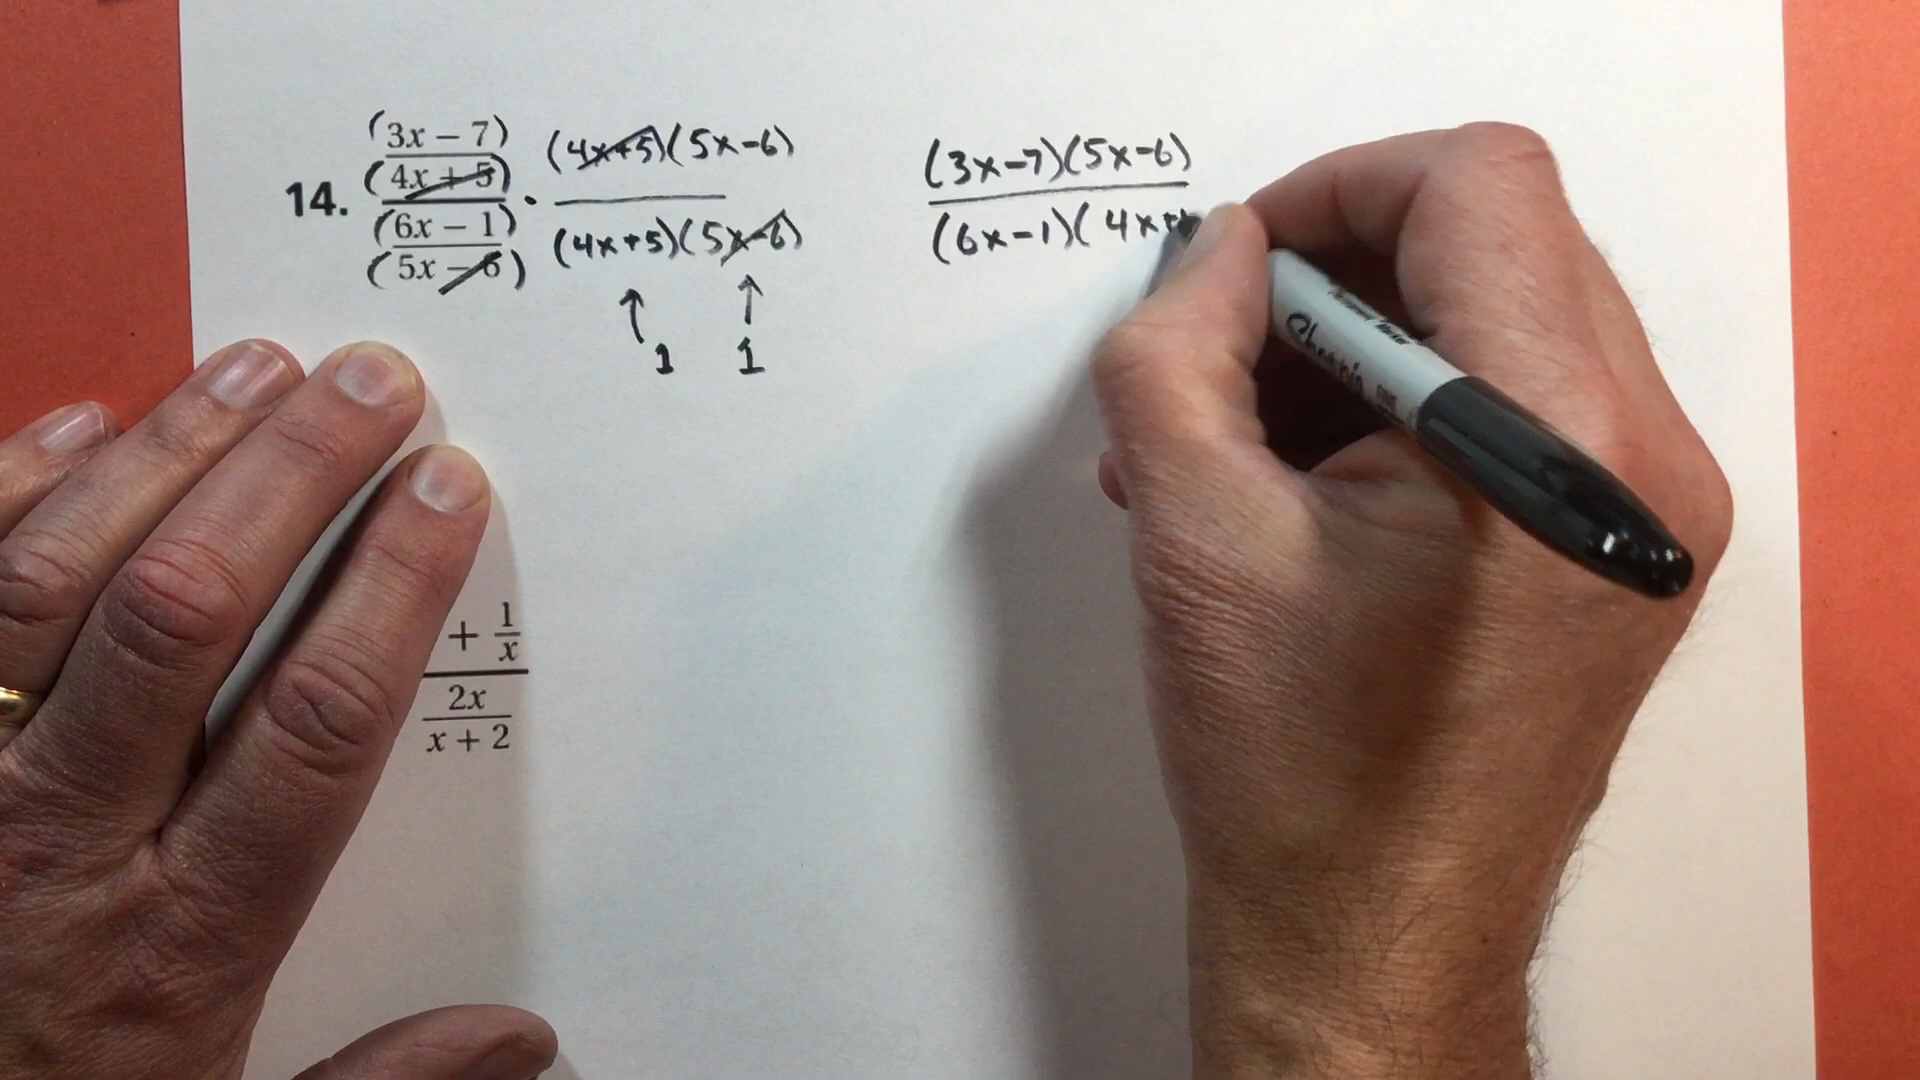 14.
(3x − 7)
(4x + 5)
(6x − 1)
(5x − 6)
·
(4x+5)(5x-6)
(4x+5)(5x-6)
↑ ↑
1 1
(3x-7)(5x-6)
(6x-1)(4x+
+ 1
x
2x
x + 2